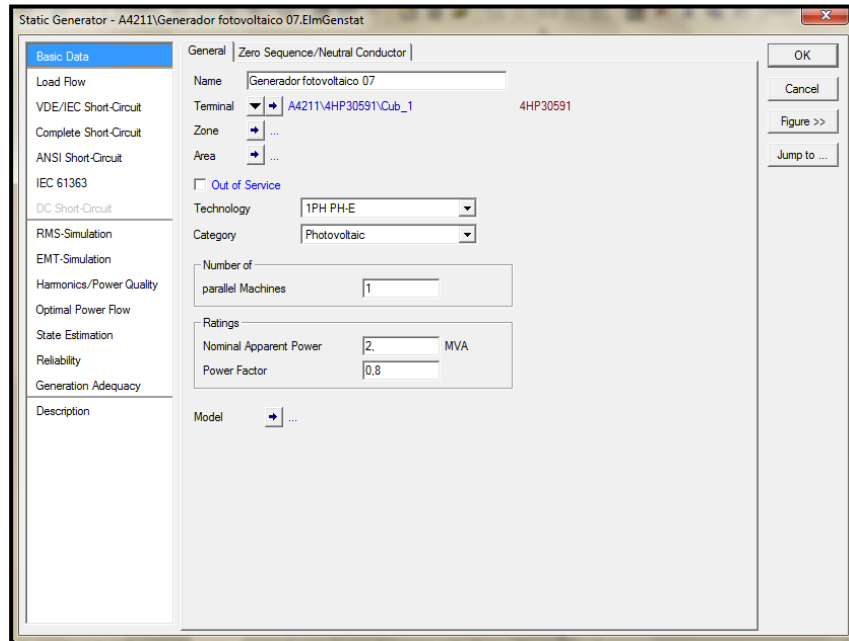 Static Generator - A4211\Generador fotovoltaico 07.ElmGenstat
Basic Data
Load Flow
VDE/IEC Short-Circuit
Complete Short-Circuit
ANSI Short-Circuit
IEC 61363
DC Short-Circuit
RMS-Simulation
EMT-Simulation
Harmonics/Power Quality
Optimal Power Flow
State Estimation
Reliability
Generation Adequacy
Description
General Zero Sequence/Neutral Conductor
Name Generador fotovoltaico 07
Terminal A4211\4HP30591\Cub_1 4HP30591
Zone ...
Area ...
Out of Service
Technology 1PH PH-E
Category Photovoltaic
Number of
parallel Machines 1
Ratings
Nominal Apparent Power 2, MVA
Power Factor 0,8
Model ...
OK
Cancel
Figure >>
Jump to ...